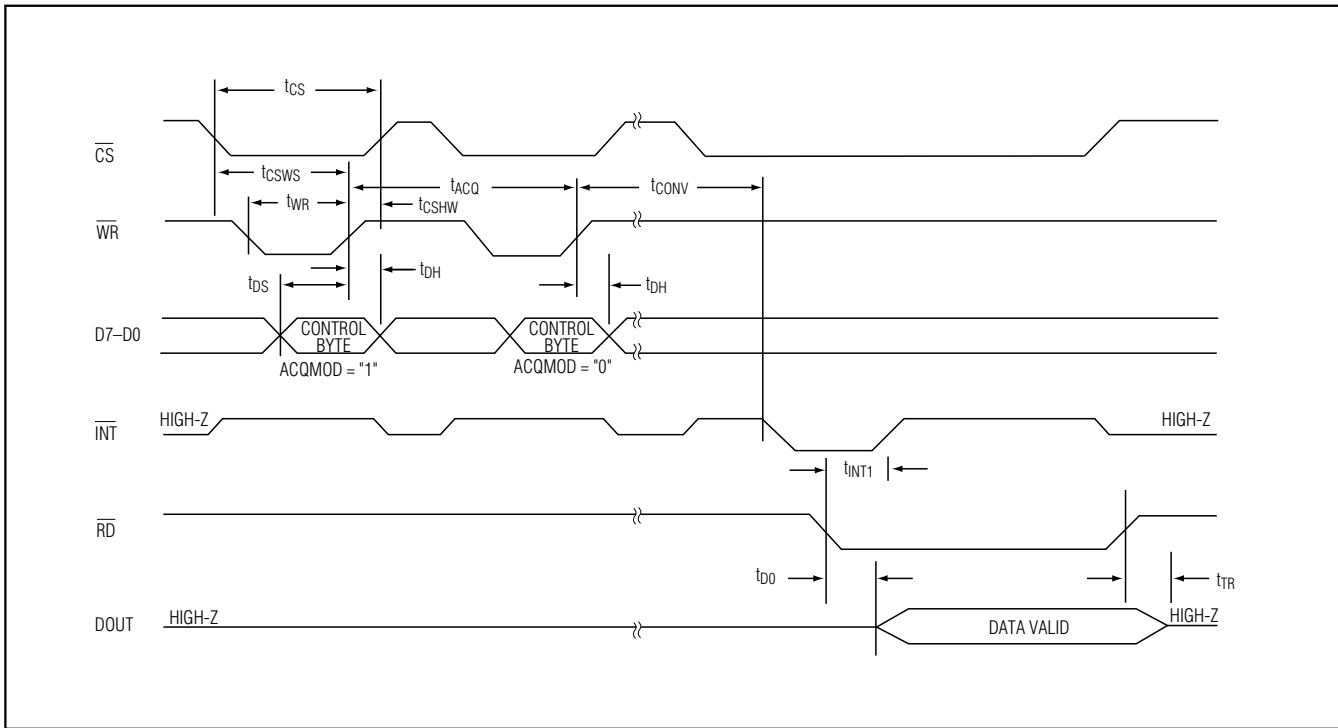 tCS
CS
tCSWS
tACQ
tCONV
tWR
tCSHW
WR
tDS
tDH
tDH
D7–D0
CONTROL
BYTE
CONTROL
BYTE
ACQMOD = "1"
ACQMOD = "0"
HIGH-Z
HIGH-Z
INT
tINT1
RD
tD0
tTR
DOUT
HIGH-Z
DATA VALID
HIGH-Z